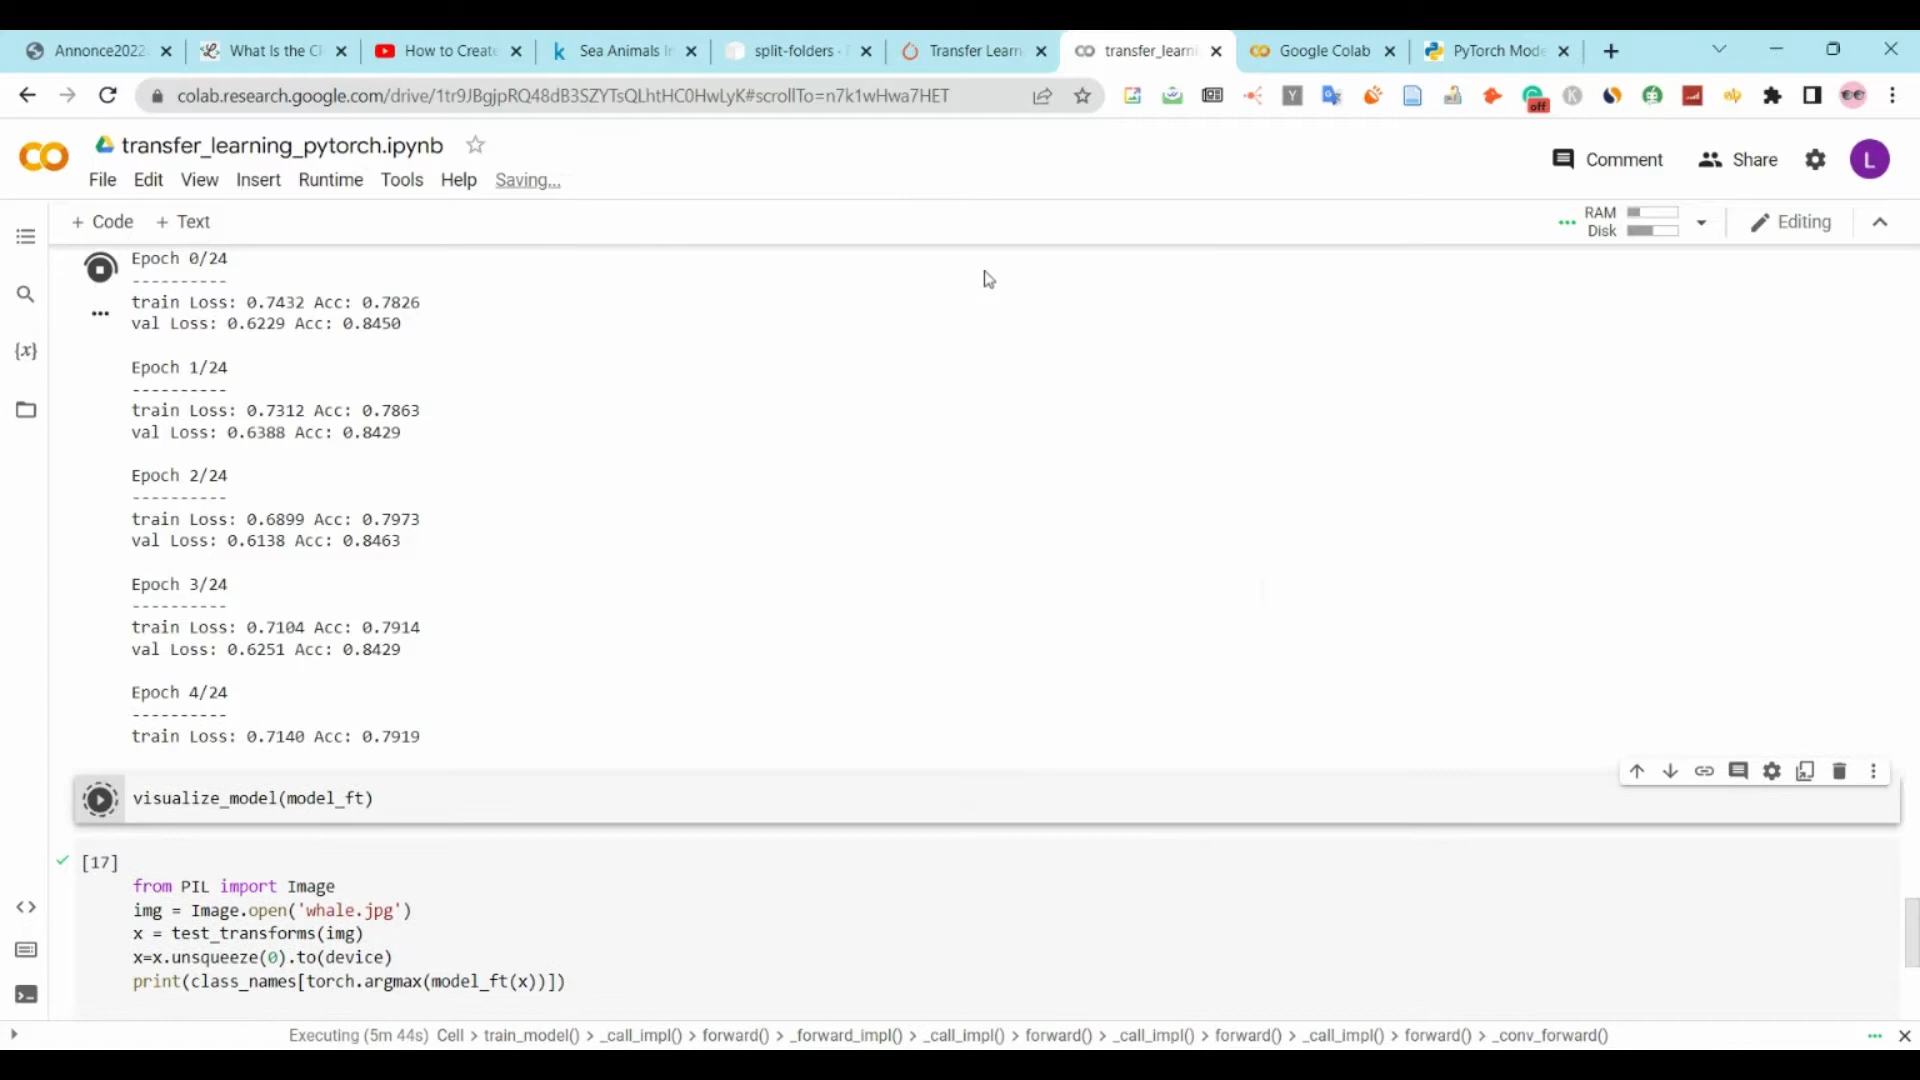 Annonce2022
What Is the C
How to Create
Sea Animals I
split-folders -
Transfer Learn
transfer_learni
Google Colab
PyTorch Mode
colab.research.google.com/drive/1tr9JBgjpRQ48dB3SZYTsQLhtHC0HwLyK#scrollTo=n7k1wHwa7HET
off
transfer_learning_pytorch.ipynb
Comment
Share
L
File Edit View Insert Runtime Tools Help Saving...
+ Code + Text
RAM
Disk
Editing
Epoch 0/24
----------
train Loss: 0.7432 Acc: 0.7826
val Loss: 0.6229 Acc: 0.8450
Epoch 1/24
----------
train Loss: 0.7312 Acc: 0.7863
val Loss: 0.6388 Acc: 0.8429
Epoch 2/24
----------
train Loss: 0.6899 Acc: 0.7973
val Loss: 0.6138 Acc: 0.8463
Epoch 3/24
----------
train Loss: 0.7104 Acc: 0.7914
val Loss: 0.6251 Acc: 0.8429
Epoch 4/24
----------
train Loss: 0.7140 Acc: 0.7919
visualize_model(model_ft)
[17]
from PIL import Image
img = Image.open('whale.jpg')
x = test_transforms(img)
x=x.unsqueeze(0).to(device)
print(class_names[torch.argmax(model_ft(x))])
Executing (5m 44s) Cell > train_model() > _call_impl() > forward() > _forward_impl() > _call_impl() > forward() > _call_impl() > forward() > _call_impl() > forward() > _conv_forward()